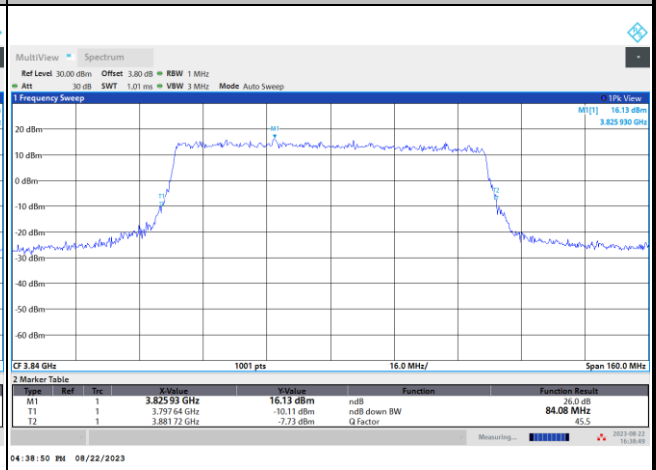 MultiView Spectrum
Ref Level 30.00 dBm Offset 3.80 dB RBW 1 MHz
Att 30 dB SWT 1.01 ms VBW 3 MHz Mode Auto Sweep
1 Frequency Sweep 1Pk View
M1[1] 16.13 dBm
3.825 930 GHz
20 dBm
M1
10 dBm
0 dBm
T1
T2
-10 dBm
-20 dBm
-30 dBm
-40 dBm
-50 dBm
-60 dBm
CF 3.84 GHz 1001 pts 16.0 MHz/ Span 160.0 MHz
2 Marker Table
Type Ref Trc X-Value Y-Value Function Function Result
M1 1 3.825 93 GHz 16.13 dBm ndB 26.0 dB
T1 1 3.797 64 GHz -10.11 dBm ndB down BW 84.08 MHz
T2 1 3.881 72 GHz -7.73 dBm Q Factor 45.5
Measuring... 2023-08-22
16:38:49
04:38:50 PM 08/22/2023